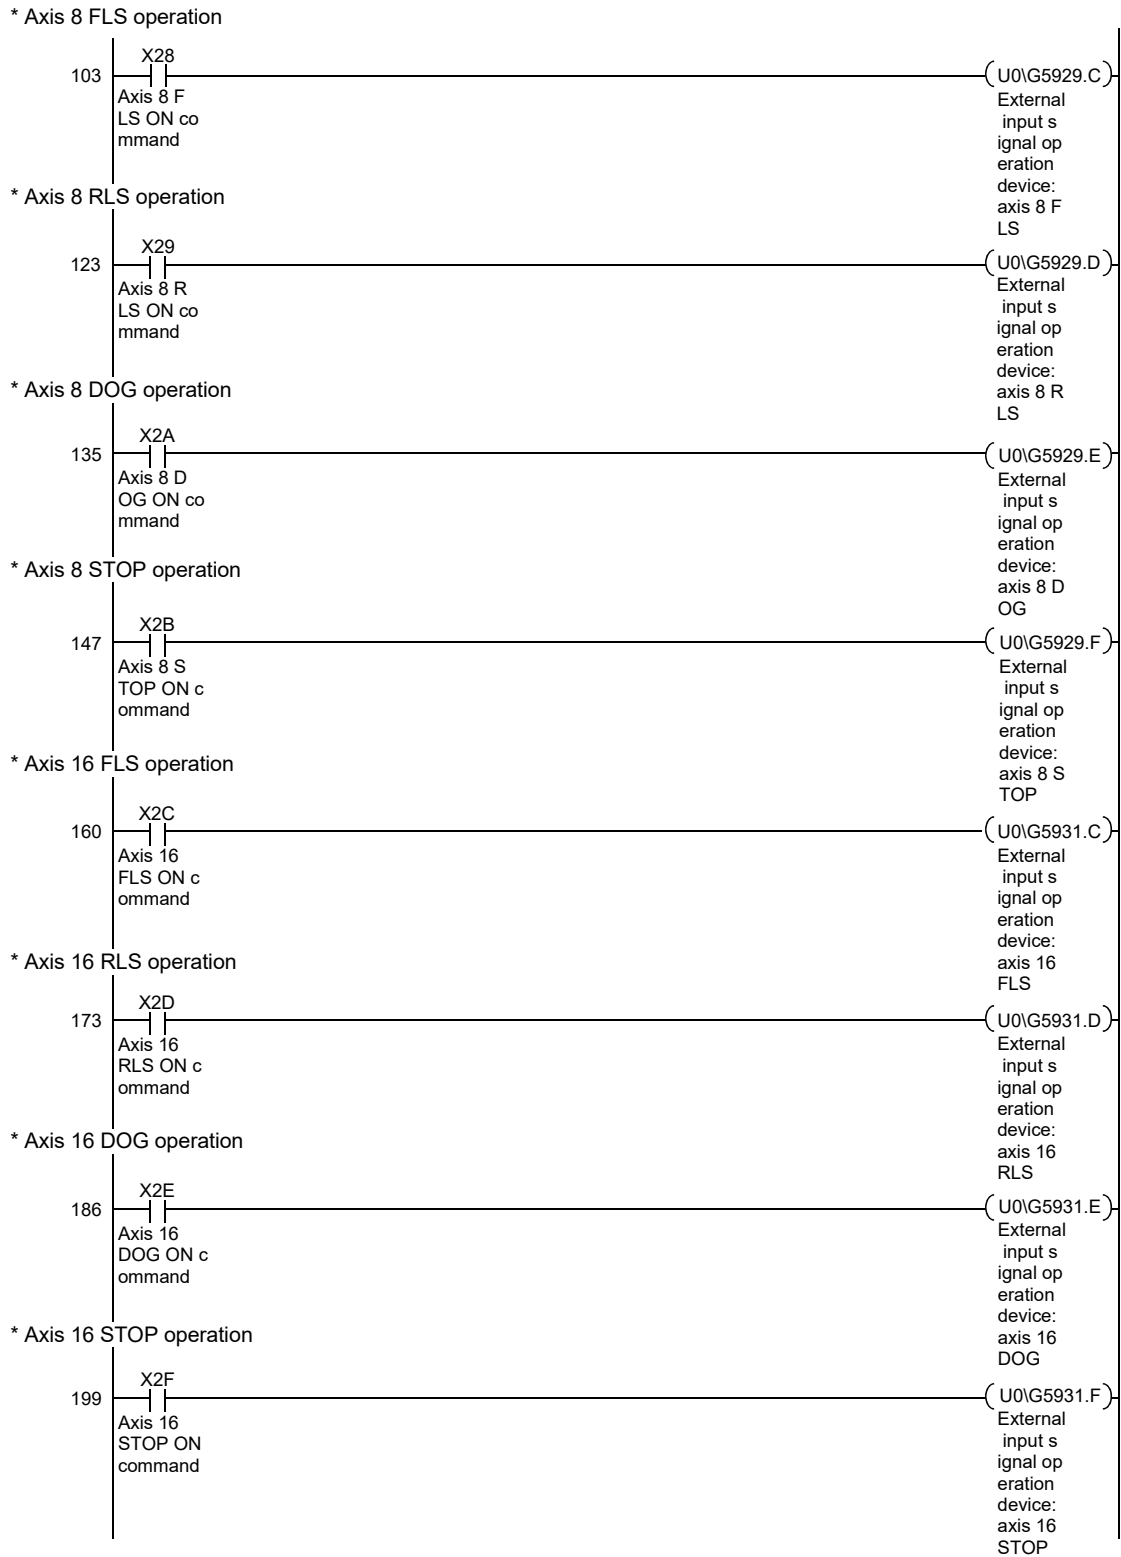 * Axis 8 FLS operation
X28
103
U0\G5929.C
Axis 8 F
LS ON co
mmand
External
input s
ignal op
eration
device:
axis 8 F
LS
* Axis 8 RLS operation
X29
123
U0\G5929.D
Axis 8 R
LS ON co
mmand
External
input s
ignal op
eration
device:
axis 8 R
LS
* Axis 8 DOG operation
X2A
135
U0\G5929.E
Axis 8 D
OG ON co
mmand
External
input s
ignal op
eration
device:
axis 8 D
OG
* Axis 8 STOP operation
X2B
147
U0\G5929.F
Axis 8 S
TOP ON c
ommand
External
input s
ignal op
eration
device:
axis 8 S
TOP
* Axis 16 FLS operation
X2C
160
U0\G5931.C
Axis 16
FLS ON c
ommand
External
input s
ignal op
eration
device:
axis 16
FLS
* Axis 16 RLS operation
X2D
173
U0\G5931.D
Axis 16
RLS ON c
ommand
External
input s
ignal op
eration
device:
axis 16
RLS
* Axis 16 DOG operation
X2E
186
U0\G5931.E
Axis 16
DOG ON c
ommand
External
input s
ignal op
eration
device:
axis 16
DOG
* Axis 16 STOP operation
X2F
199
U0\G5931.F
Axis 16
STOP ON
command
External
input s
ignal op
eration
device:
axis 16
STOP